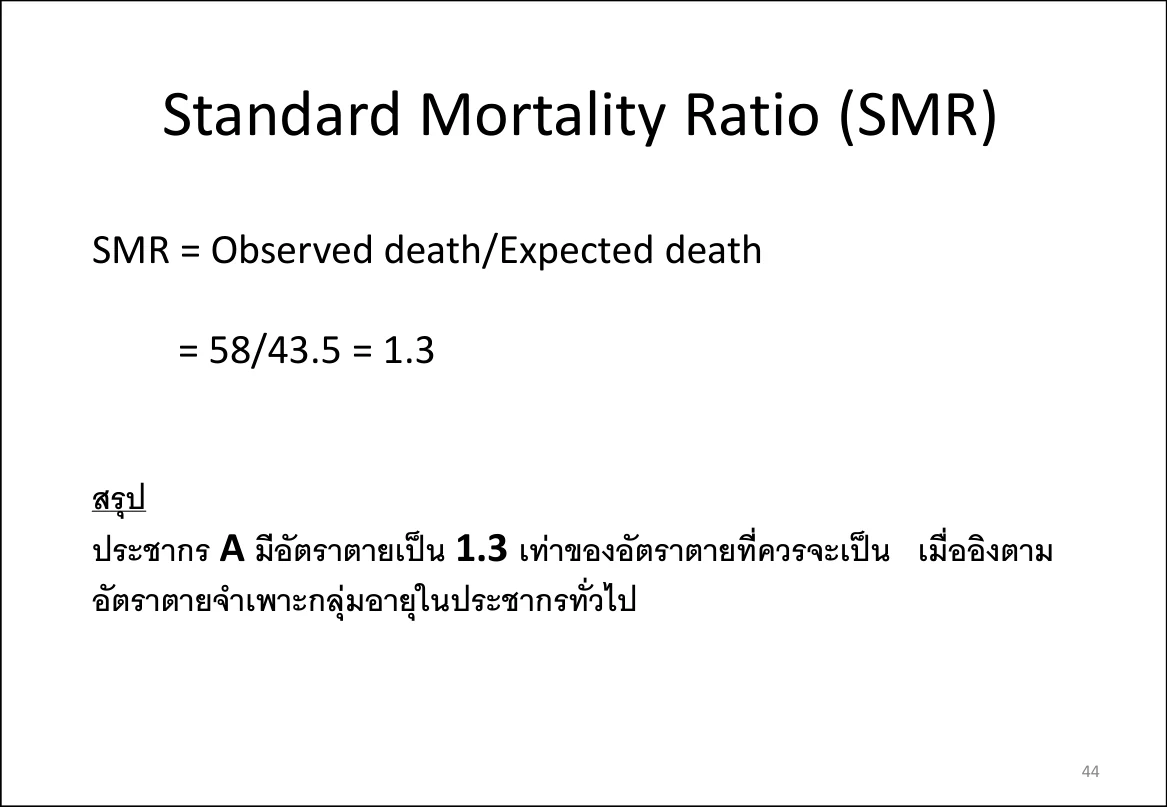 Standard Mortality Ratio (SMR)
SMR = Observed death/Expected death
= 58/43.5 = 1.3
สรุป
ประชากร A มีอัตราตายเป็น 1.3 เท่าของอัตราตายที่ควรจะเป็น เมื่ออิงตาม
อัตราตายจำเพาะกลุ่มอายุในประชากรทั่วไป
44